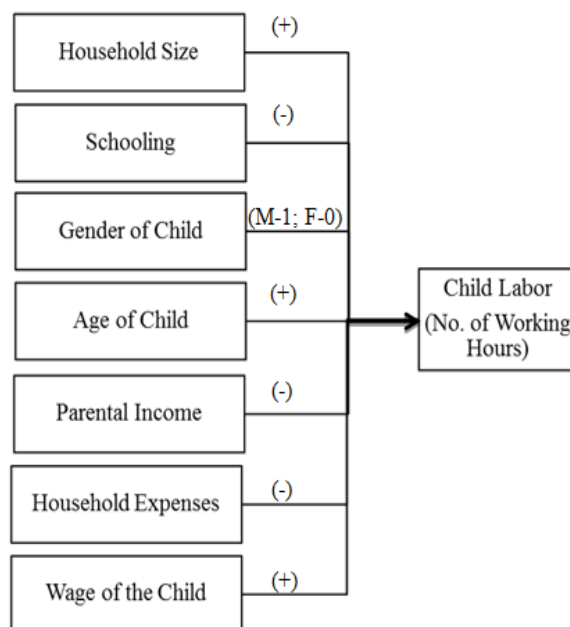 Household Size
(+)
Schooling
(-)
Gender of Child
(M-1; F-0)
Age of Child
(+)
Parental Income
(-)
Household Expenses
(-)
Wage of the Child
(+)
Child Labor
(No. of Working
Hours)